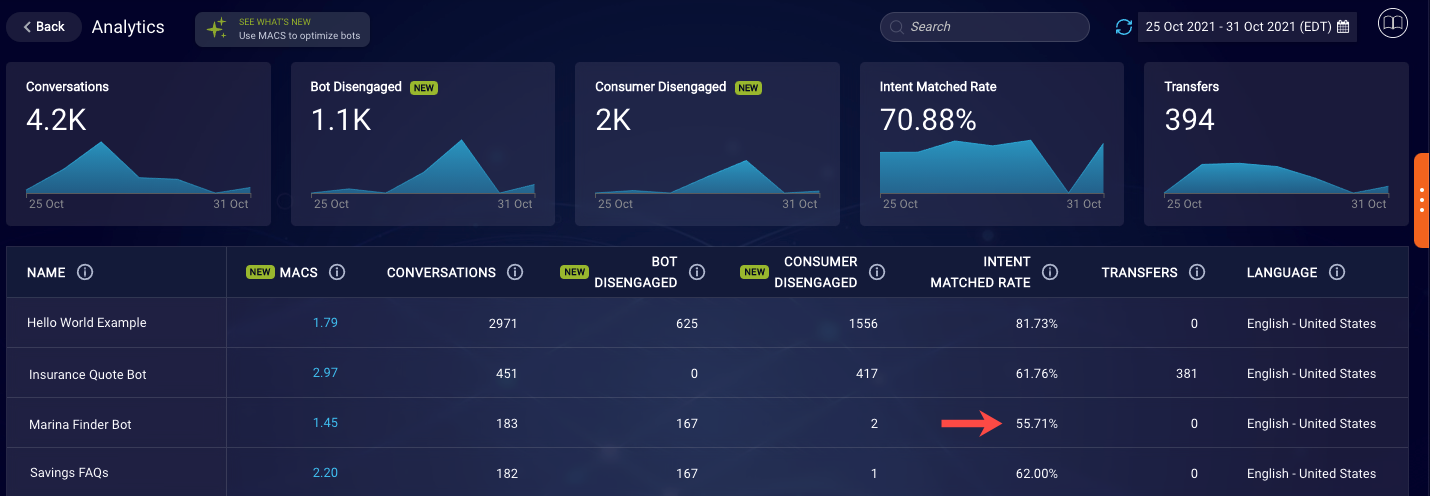 Back
Analytics
SEE WHAT'S NEW
Use MACS to optimize bots
Search
25 Oct 2021 - 31 Oct 2021 (EDT)
Conversations
4.2K
25 Oct 31 Oct
Bot Disengaged NEW
1.1K
25 Oct 31 Oct
Consumer Disengaged NEW
2K
25 Oct 31 Oct
Intent Matched Rate
70.88%
25 Oct 31 Oct
Transfers
394
25 Oct 31 Oct
NAME
NEW MACS
CONVERSATIONS
NEW BOT
DISENGAGED
NEW CONSUMER
DISENGAGED
INTENT
MATCHED RATE
TRANSFERS
LANGUAGE
Hello World Example 1.79 2971 625 1556 81.73% 0 English - United States
Insurance Quote Bot 2.97 451 0 417 61.76% 381 English - United States
Marina Finder Bot 1.45 183 167 2 55.71% 0 English - United States
Savings FAQs 2.20 182 167 1 62.00% 0 English - United States